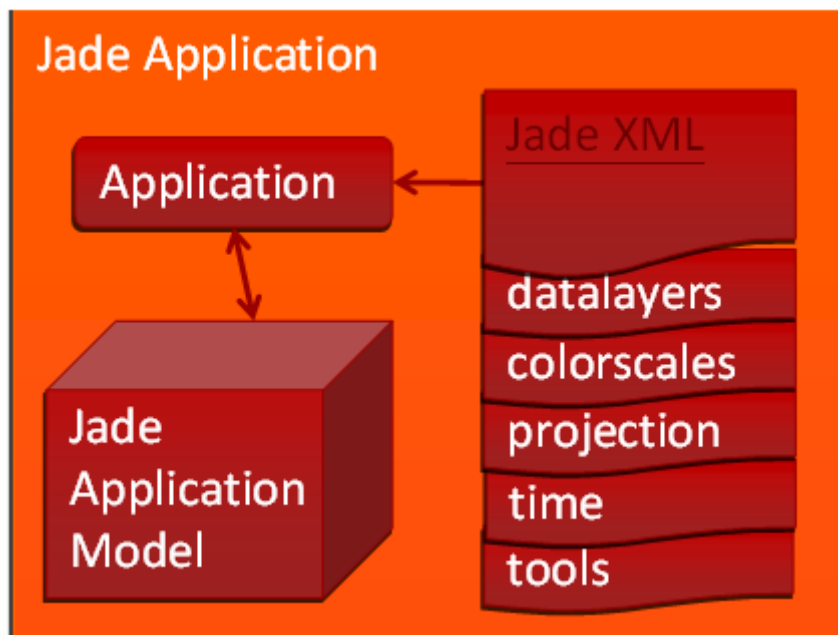 Jade Application
Application
Jade
Application
Model
Jade XML
datalayers
colorscales
projection
time
tools